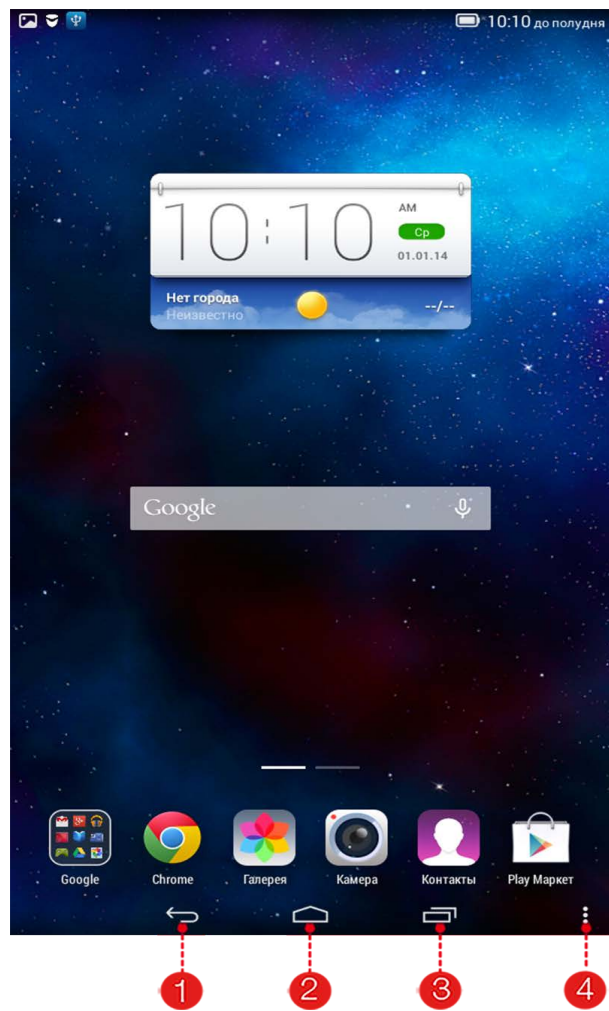 10:10 до полудня
10:10
AM
Ср
01.01.14
Нет города
Неизвестно
--/--
Google
Google
Chrome
Галерея
Камера
Контакты
Play Маркет
1
2
3
4